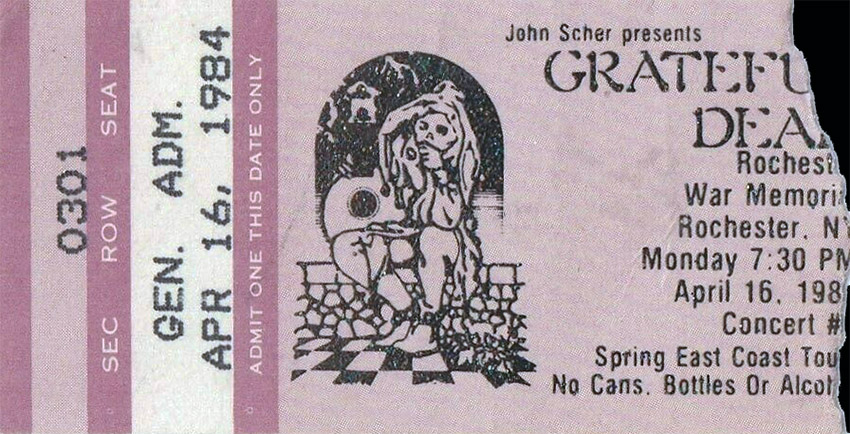 0301
SEC ROW SEAT
GEN. ADM.
APR 16, 1984
ADMIT ONE THIS DATE ONLY
John Scher presents
GRATEFU
DEA
Rochest
War Memori
Rochester, NY
Monday 7:30 PM
April 16, 198
Concert #
Spring East Coast Tou
No Cans. Bottles Or Alcoh